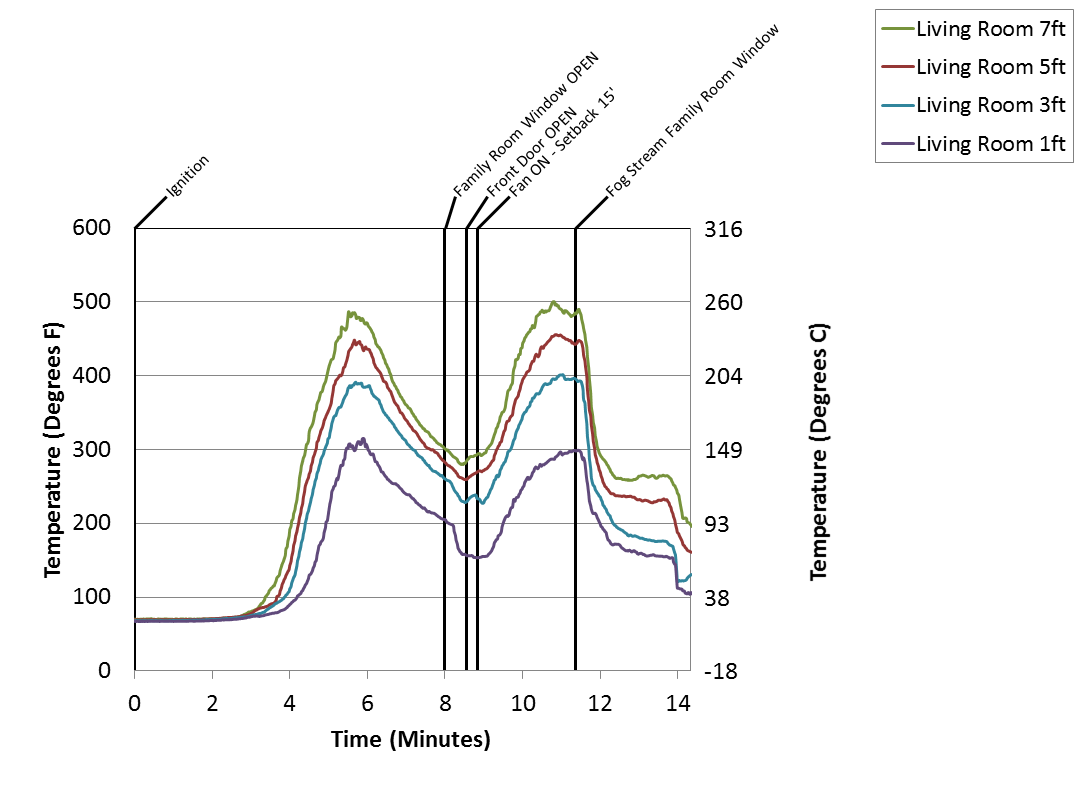 Living Room 7ft
Living Room 5ft
Living Room 3ft
Living Room 1ft
Ignition
Family Room Window OPEN
Front Door OPEN
Fan ON - Setback 15'
Fog Stream Family Room Window
Temperature (Degrees F)
600
500
400
300
200
100
0
316
260
204
149
93
38
-18
Temperature (Degrees C)
0 2 4 6 8 10 12 14
Time (Minutes)